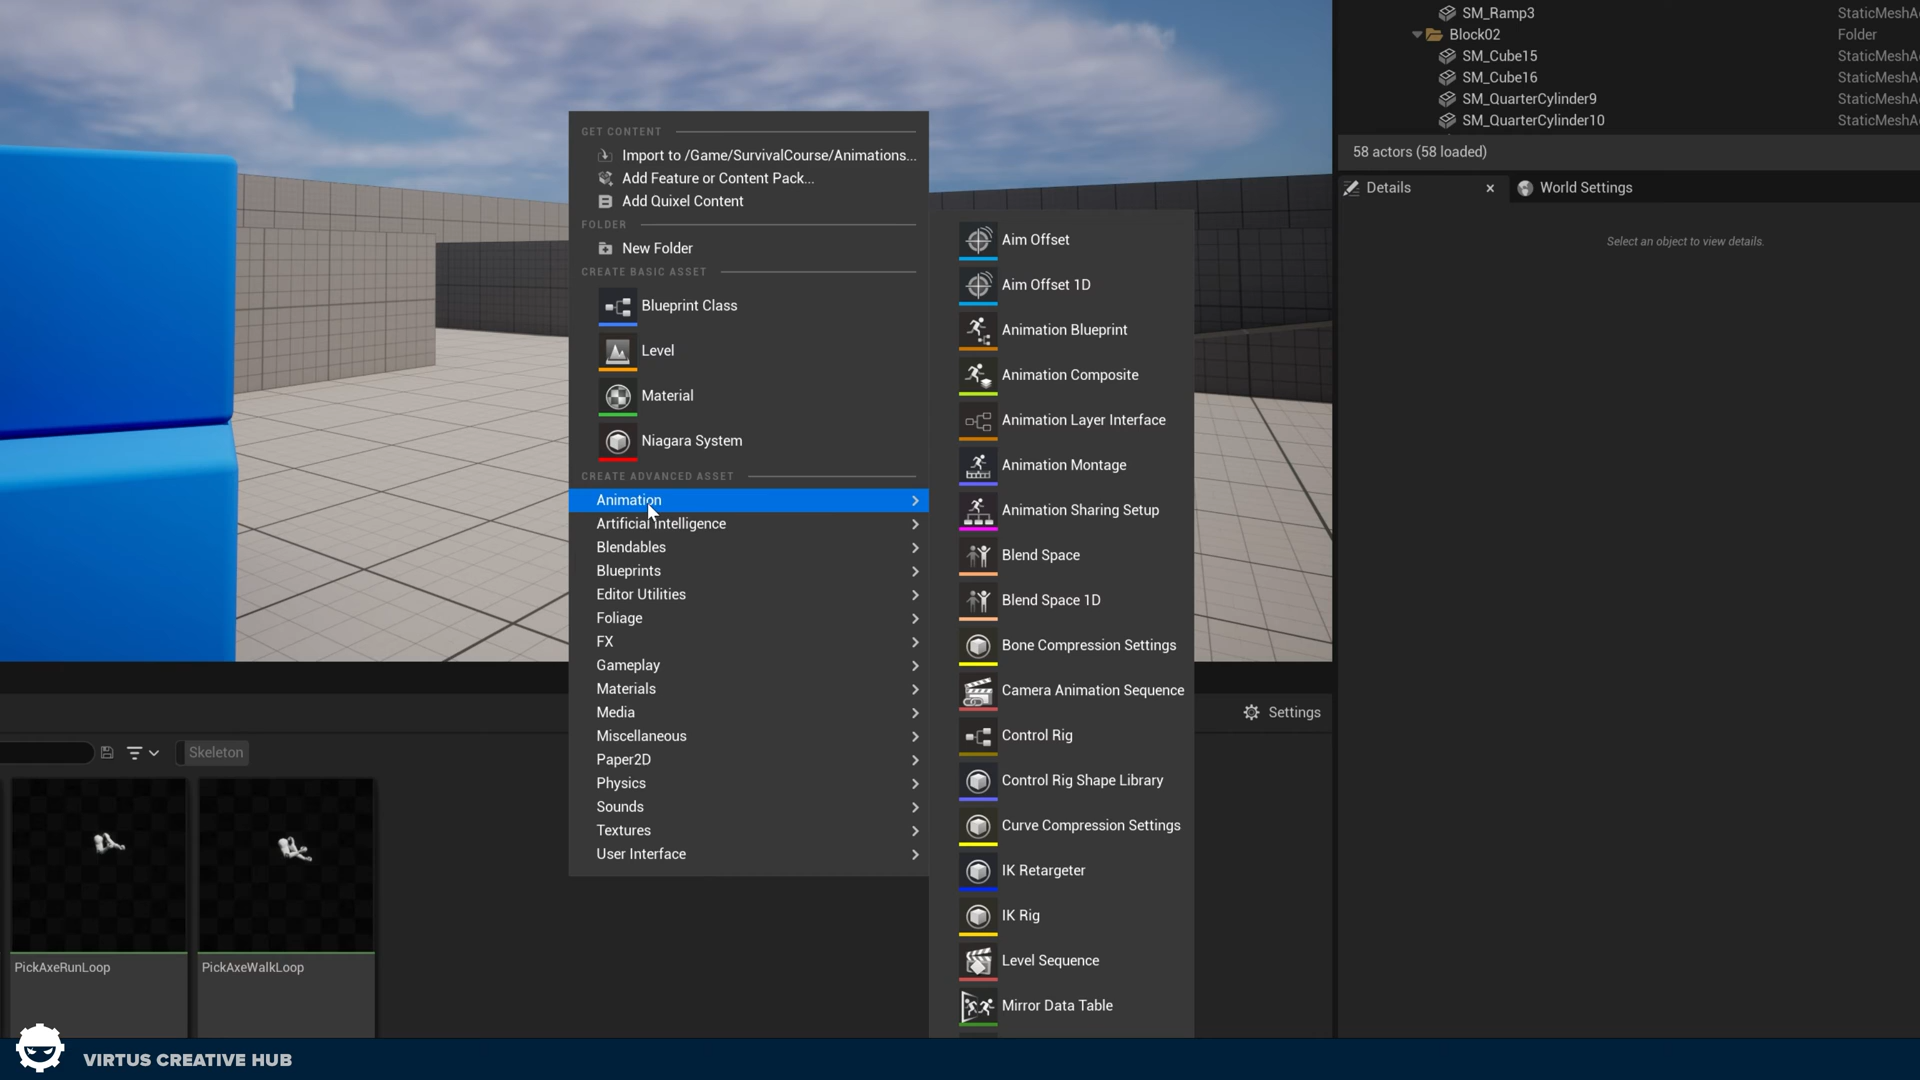 SM_Ramp3 StaticMeshA
Block02 Folder
SM_Cube15 StaticMeshA
SM_Cube16 StaticMeshA
SM_QuarterCylinder9 StaticMeshA
SM_QuarterCylinder10 StaticMeshA
58 actors (58 loaded)
Details
World Settings
Select an object to view details.
GET CONTENT
Import to /Game/SurvivalCourse/Animations...
Add Feature or Content Pack...
Add Quixel Content
FOLDER
New Folder
CREATE BASIC ASSET
Blueprint Class
Level
Material
Niagara System
CREATE ADVANCED ASSET
Animation
Artificial Intelligence
Blendables
Blueprints
Editor Utilities
Foliage
FX
Gameplay
Materials
Media
Miscellaneous
Paper2D
Physics
Sounds
Textures
User Interface
Aim Offset
Aim Offset 1D
Animation Blueprint
Animation Composite
Animation Layer Interface
Animation Montage
Animation Sharing Setup
Blend Space
Blend Space 1D
Bone Compression Settings
Camera Animation Sequence
Control Rig
Control Rig Shape Library
Curve Compression Settings
IK Retargeter
IK Rig
Level Sequence
Mirror Data Table
Settings
Skeleton
PickAxeRunLoop
PickAxeWalkLoop
VIRTUS CREATIVE HUB